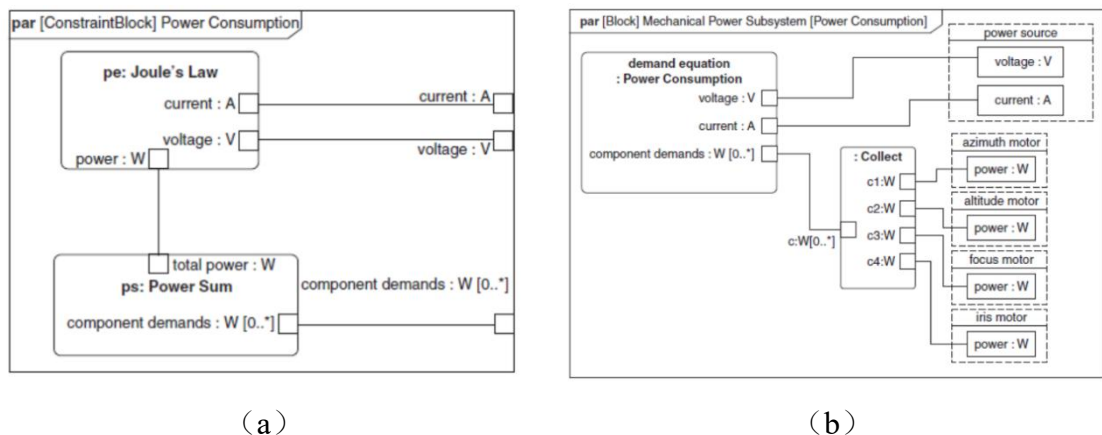 par [ConstraintBlock] Power Consumption
pe: Joule's Law
current : A
current : A
voltage : V
voltage : V
power : W
total power : W
ps: Power Sum
component demands : W [0..*]
component demands : W [0..*]
（a）
par [Block] Mechanical Power Subsystem [Power Consumption]
power source
demand equation
: Power Consumption
voltage : V
voltage : V
current : A
current : A
component demands : W [0..*]
: Collect
c1:W
c2:W
c3:W
c4:W
c:W[0..*]
azimuth motor
power : W
altitude motor
power : W
focus motor
power : W
iris motor
power : W
（b）